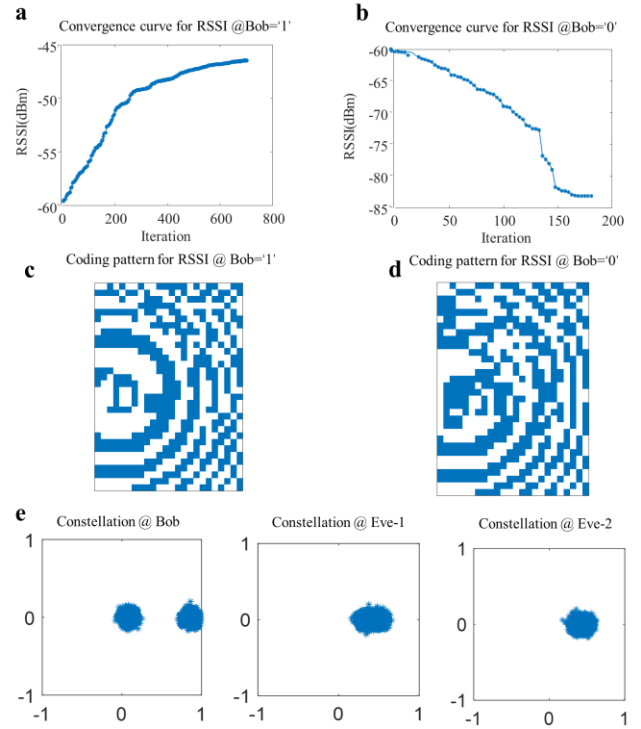 a
Convergence curve for RSSI @Bob='1'
-45
-50
-55
-60
RSSI(dBm)
0
200
400
600
800
Iteration
b
Convergence curve for RSSI @Bob='0'
-60
-65
-70
-75
-80
-85
RSSI(dBm)
0
50
100
150
200
Iteration
c
Coding pattern for RSSI @ Bob='1'
d
Coding pattern for RSSI @ Bob='0'
e
Constellation @ Bob
1
0
-1
-1
0
1
Constellation @ Eve-1
1
0
-1
-1
0
1
Constellation @ Eve-2
1
0
-1
-1
0
1